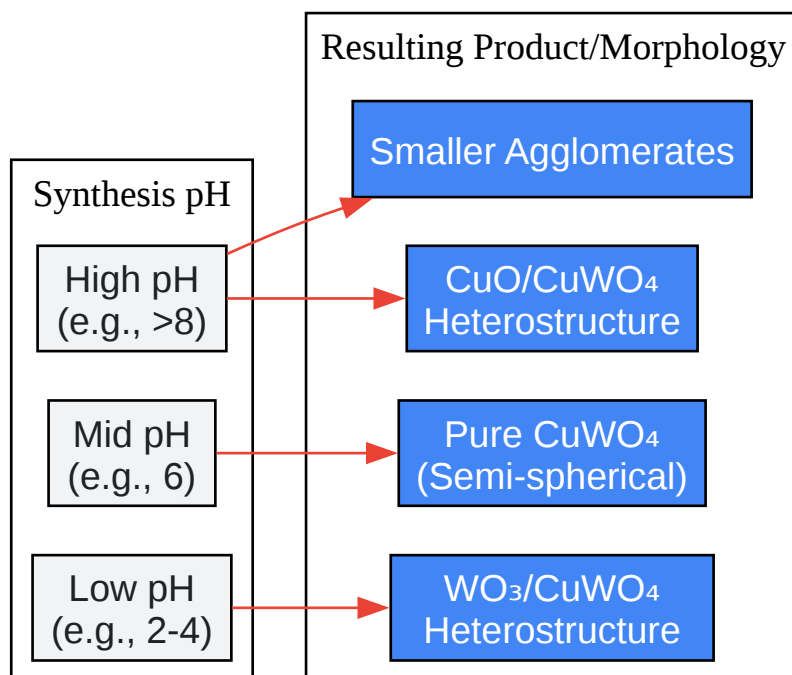 Resulting Product/Morphology
Smaller Agglomerates
Synthesis pH
High pH
(e.g., >8)
CuO/CuWO₄
Heterostructure
Mid pH
(e.g., 6)
Pure CuWO₄
(Semi-spherical)
Low pH
(e.g., 2-4)
WO₃/CuWO₄
Heterostructure